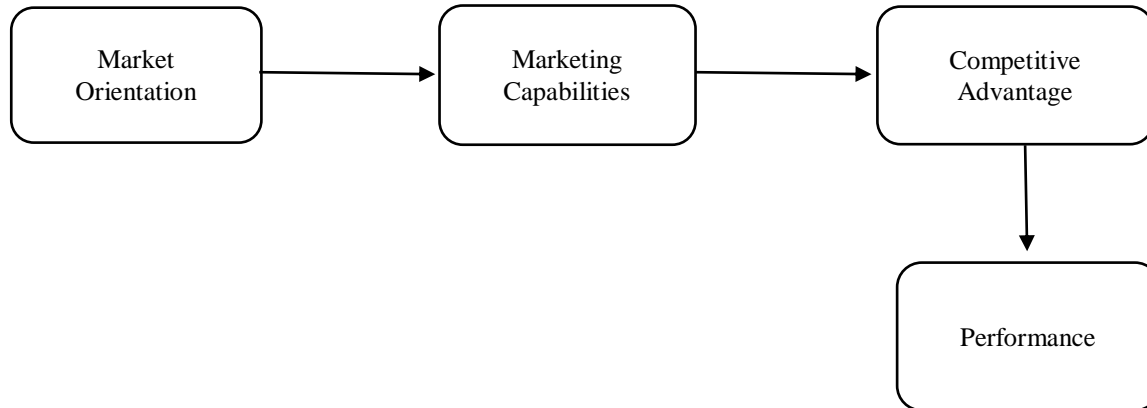 Market
Orientation
Marketing
Capabilities
Competitive
Advantage
Performance